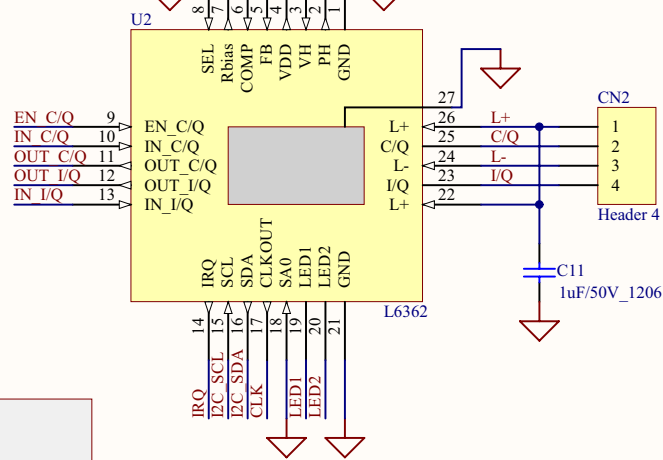 U2
8 7 6 5 4 3 2 1
SEL Rbias COMP FB VDD VH PH GND
27
CN2
EN_C/Q 9 EN_C/Q L+ 26 L+ 1
IN_C/Q 10 IN_C/Q C/Q 25 C/Q 2
OUT_C/Q 11 OUT_C/Q L- 24 L- 3
OUT_I/Q 12 OUT_I/Q I/Q 23 I/Q 4
IN_I/Q 13 IN_I/Q L+ 22
Header 4
IRQ SCL SDA CLKOUT SA0 LED1 LED2 GND
C11
1uF/50V_1206
L6362
14 15 16 17 18 19 20 21
IRQ I2C_SCL I2C_SDA CLK LED1 LED2